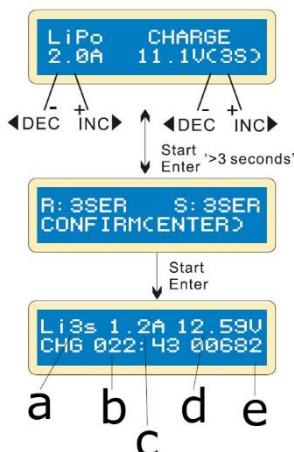 LiPo CHARGE
2.0A 11.1V(3S)
- + - +
◀DEC INC▶ ◀DEC INC▶
Start
Enter '>3 seconds'
R:3SER S:3SER
CONFIRM(ENTER)
Start
Enter
Li3s 1.2A 12.59V
CHG 022:43 00682
a b c d e